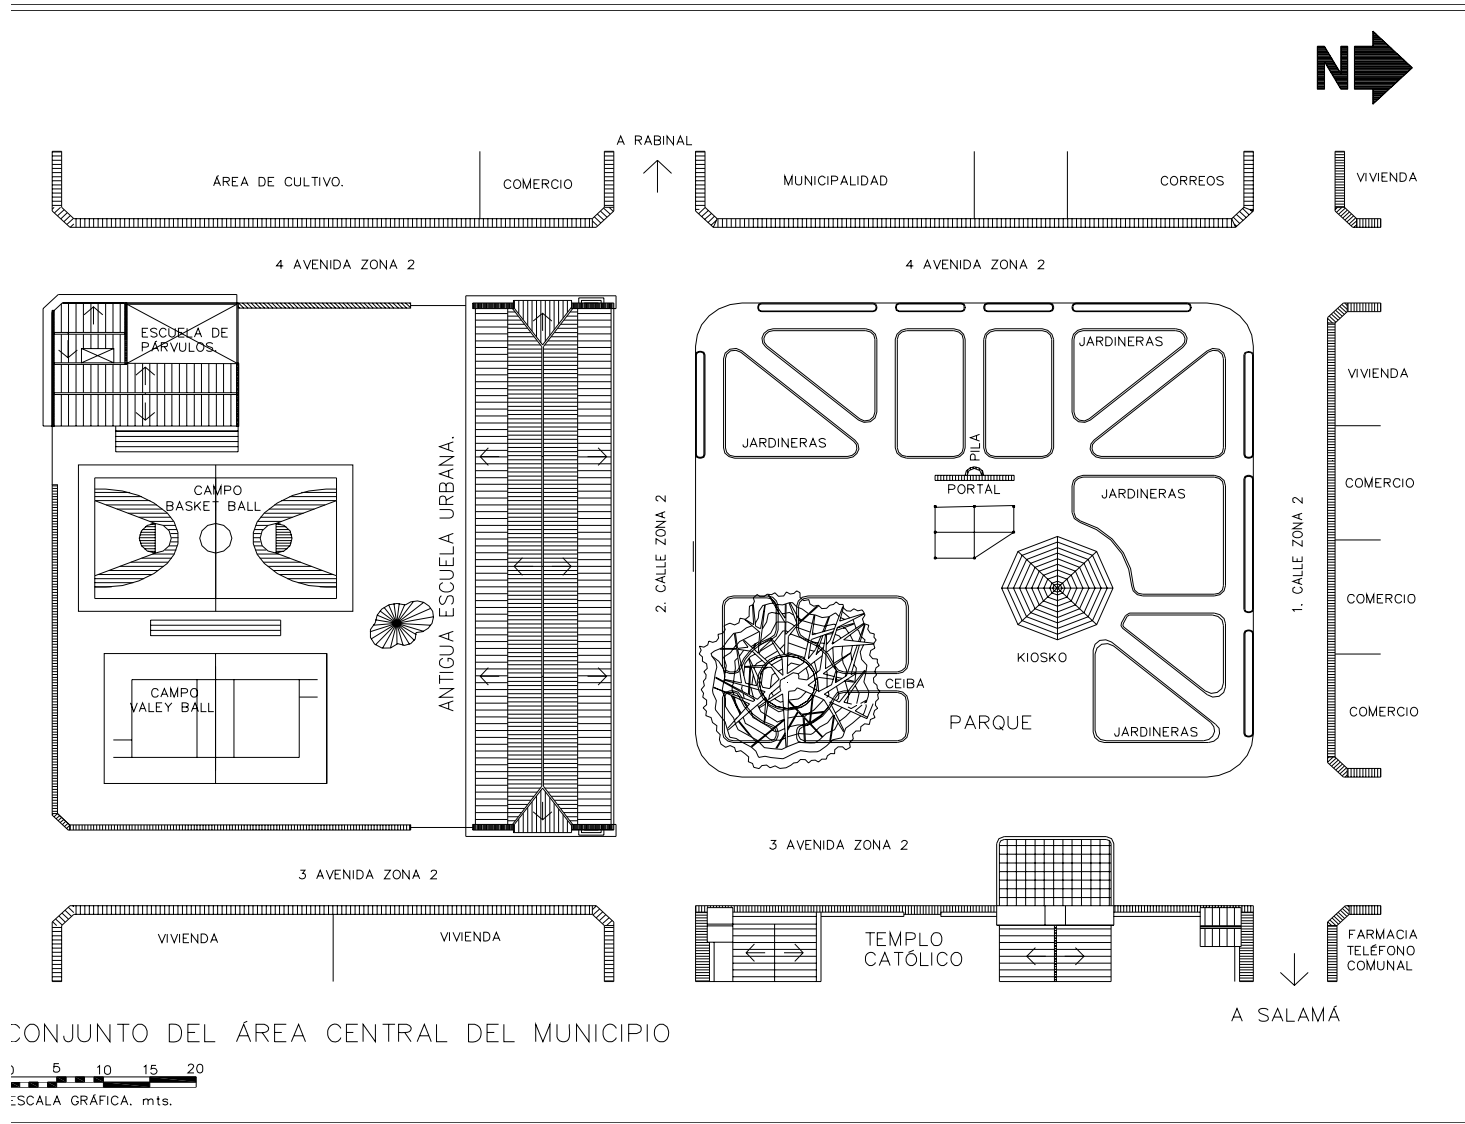 N
A RABINAL
ÁREA DE CULTIVO.
COMERCIO
MUNICIPALIDAD
CORREOS
VIVIENDA
4 AVENIDA ZONA 2
4 AVENIDA ZONA 2
ESCUELA DE
PÁRVULOS.
JARDINERAS
VIVIENDA
JARDINERAS
PILA
PORTAL
JARDINERAS
COMERCIO
CAMPO
BASKET BALL
ANTIGUA ESCUELA URBANA.
2. CALLE ZONA 2
1. CALLE ZONA 2
COMERCIO
KIOSKO
CEIBA
CAMPO
VALEY BALL
PARQUE
JARDINERAS
COMERCIO
3 AVENIDA ZONA 2
3 AVENIDA ZONA 2
VIVIENDA
VIVIENDA
TEMPLO
CATÓLICO
FARMACIA
TELÉFONO
COMUNAL
A SALAMÁ
CONJUNTO DEL ÁREA CENTRAL DEL MUNICIPIO
0 5 10 15 20
ESCALA GRÁFICA. mts.